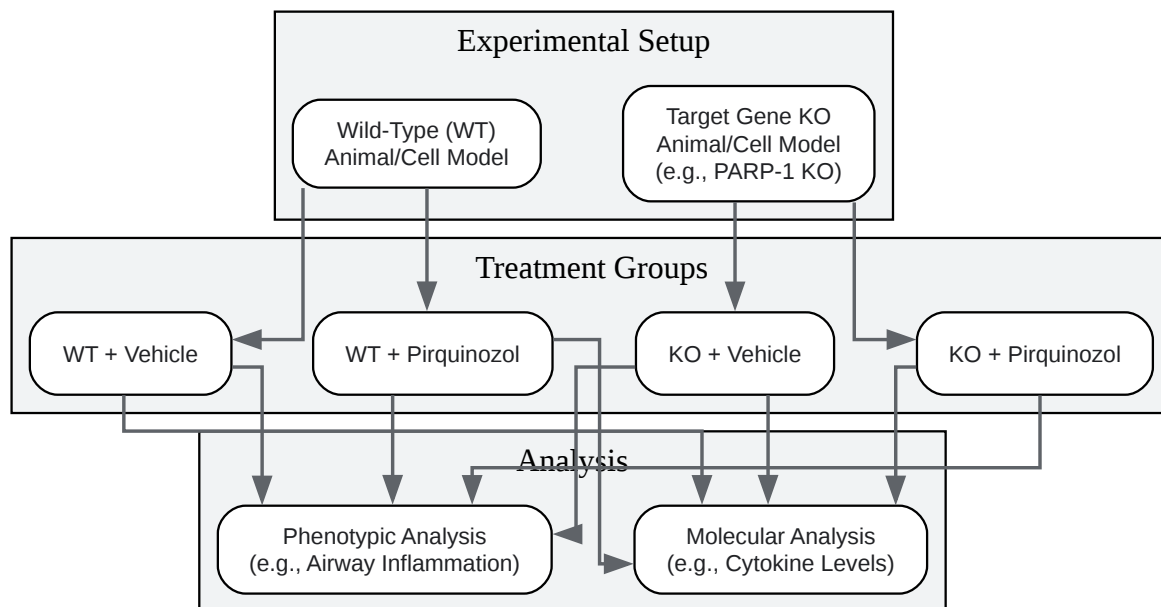 Experimental Setup
Wild-Type (WT)
Animal/Cell Model
Target Gene KO
Animal/Cell Model
(e.g., PARP-1 KO)
Treatment Groups
WT + Vehicle
WT + Pirquinozol
KO + Vehicle
KO + Pirquinozol
Analysis
Phenotypic Analysis
(e.g., Airway Inflammation)
Molecular Analysis
(e.g., Cytokine Levels)